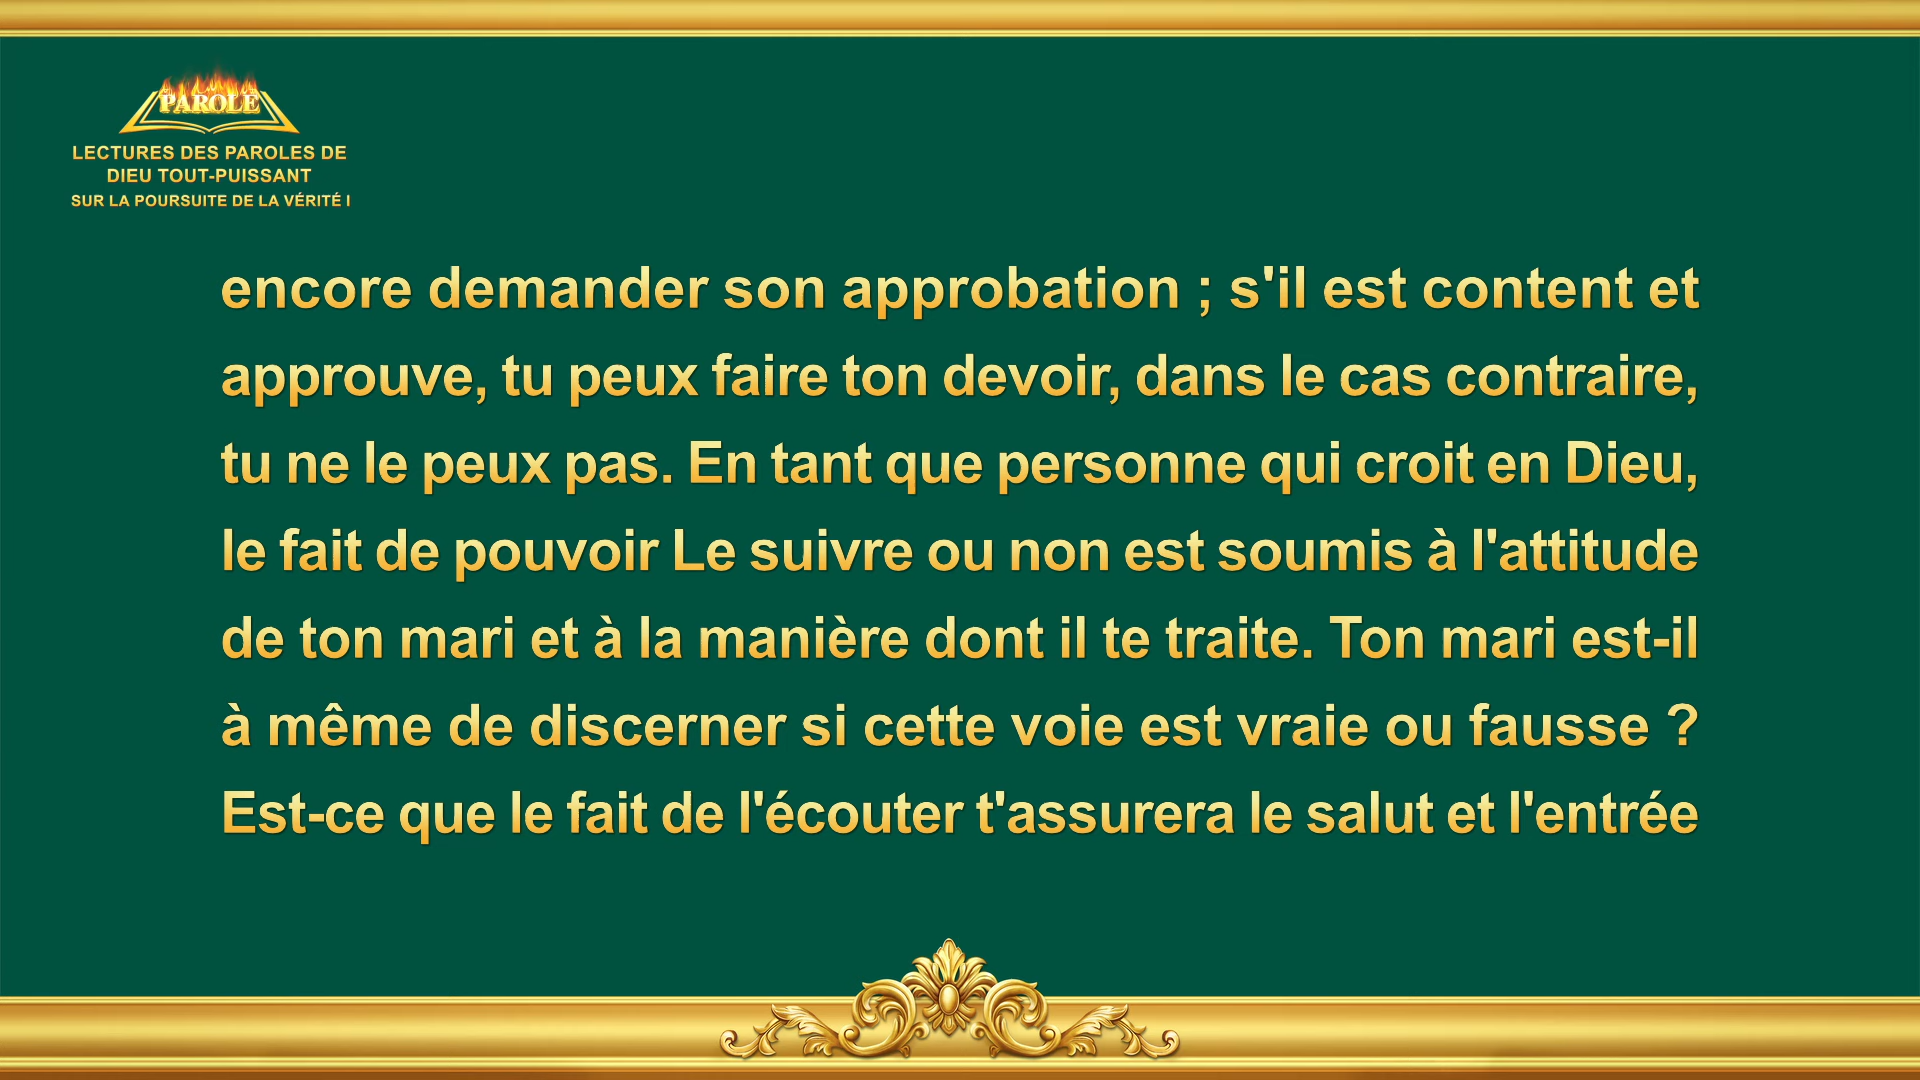 PAROLE
LECTURES DES PAROLES DE
DIEU TOUT-PUISSANT
SUR LA POURSUITE DE LA VÉRITÉ I
encore demander son approbation ; s'il est content et
approuve, tu peux faire ton devoir, dans le cas contraire,
tu ne le peux pas. En tant que personne qui croit en Dieu,
le fait de pouvoir Le suivre ou non est soumis à l'attitude
de ton mari et à la manière dont il te traite. Ton mari est-il
à même de discerner si cette voie est vraie ou fausse ?
Est-ce que le fait de l'écouter t'assurera le salut et l'entrée